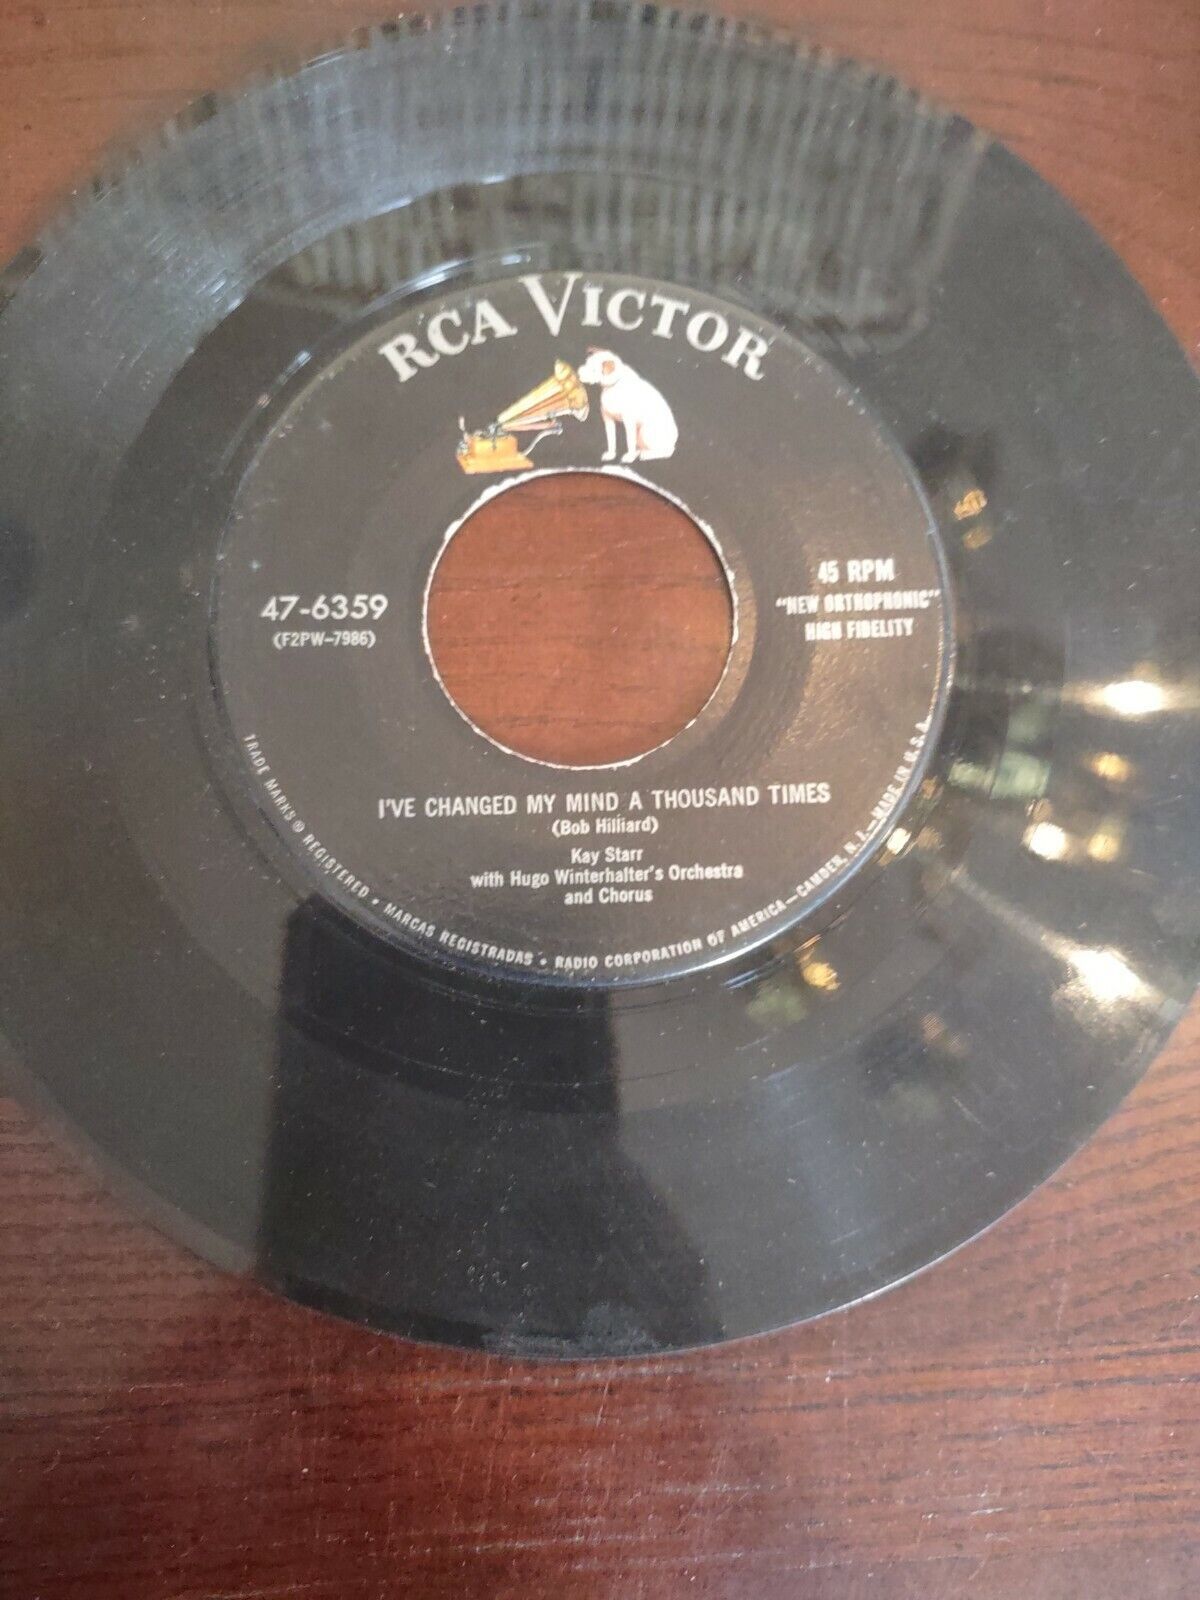 RCA VICTOR
47-6359
(F2PW-7986)
45 RPM
"NEW ORTHOPHONIC"
HIGH FIDELITY
I'VE CHANGED MY MIND A THOUSAND TIMES
(Bob Hilliard)
Kay Starr
with Hugo Winterhalter's Orchestra
and Chorus
TRADE MARKS ® REGISTERED • MARCAS REGISTRADAS • RADIO CORPORATION OF AMERICA—CAMDEN, N. J.—MADE IN U.S.A.